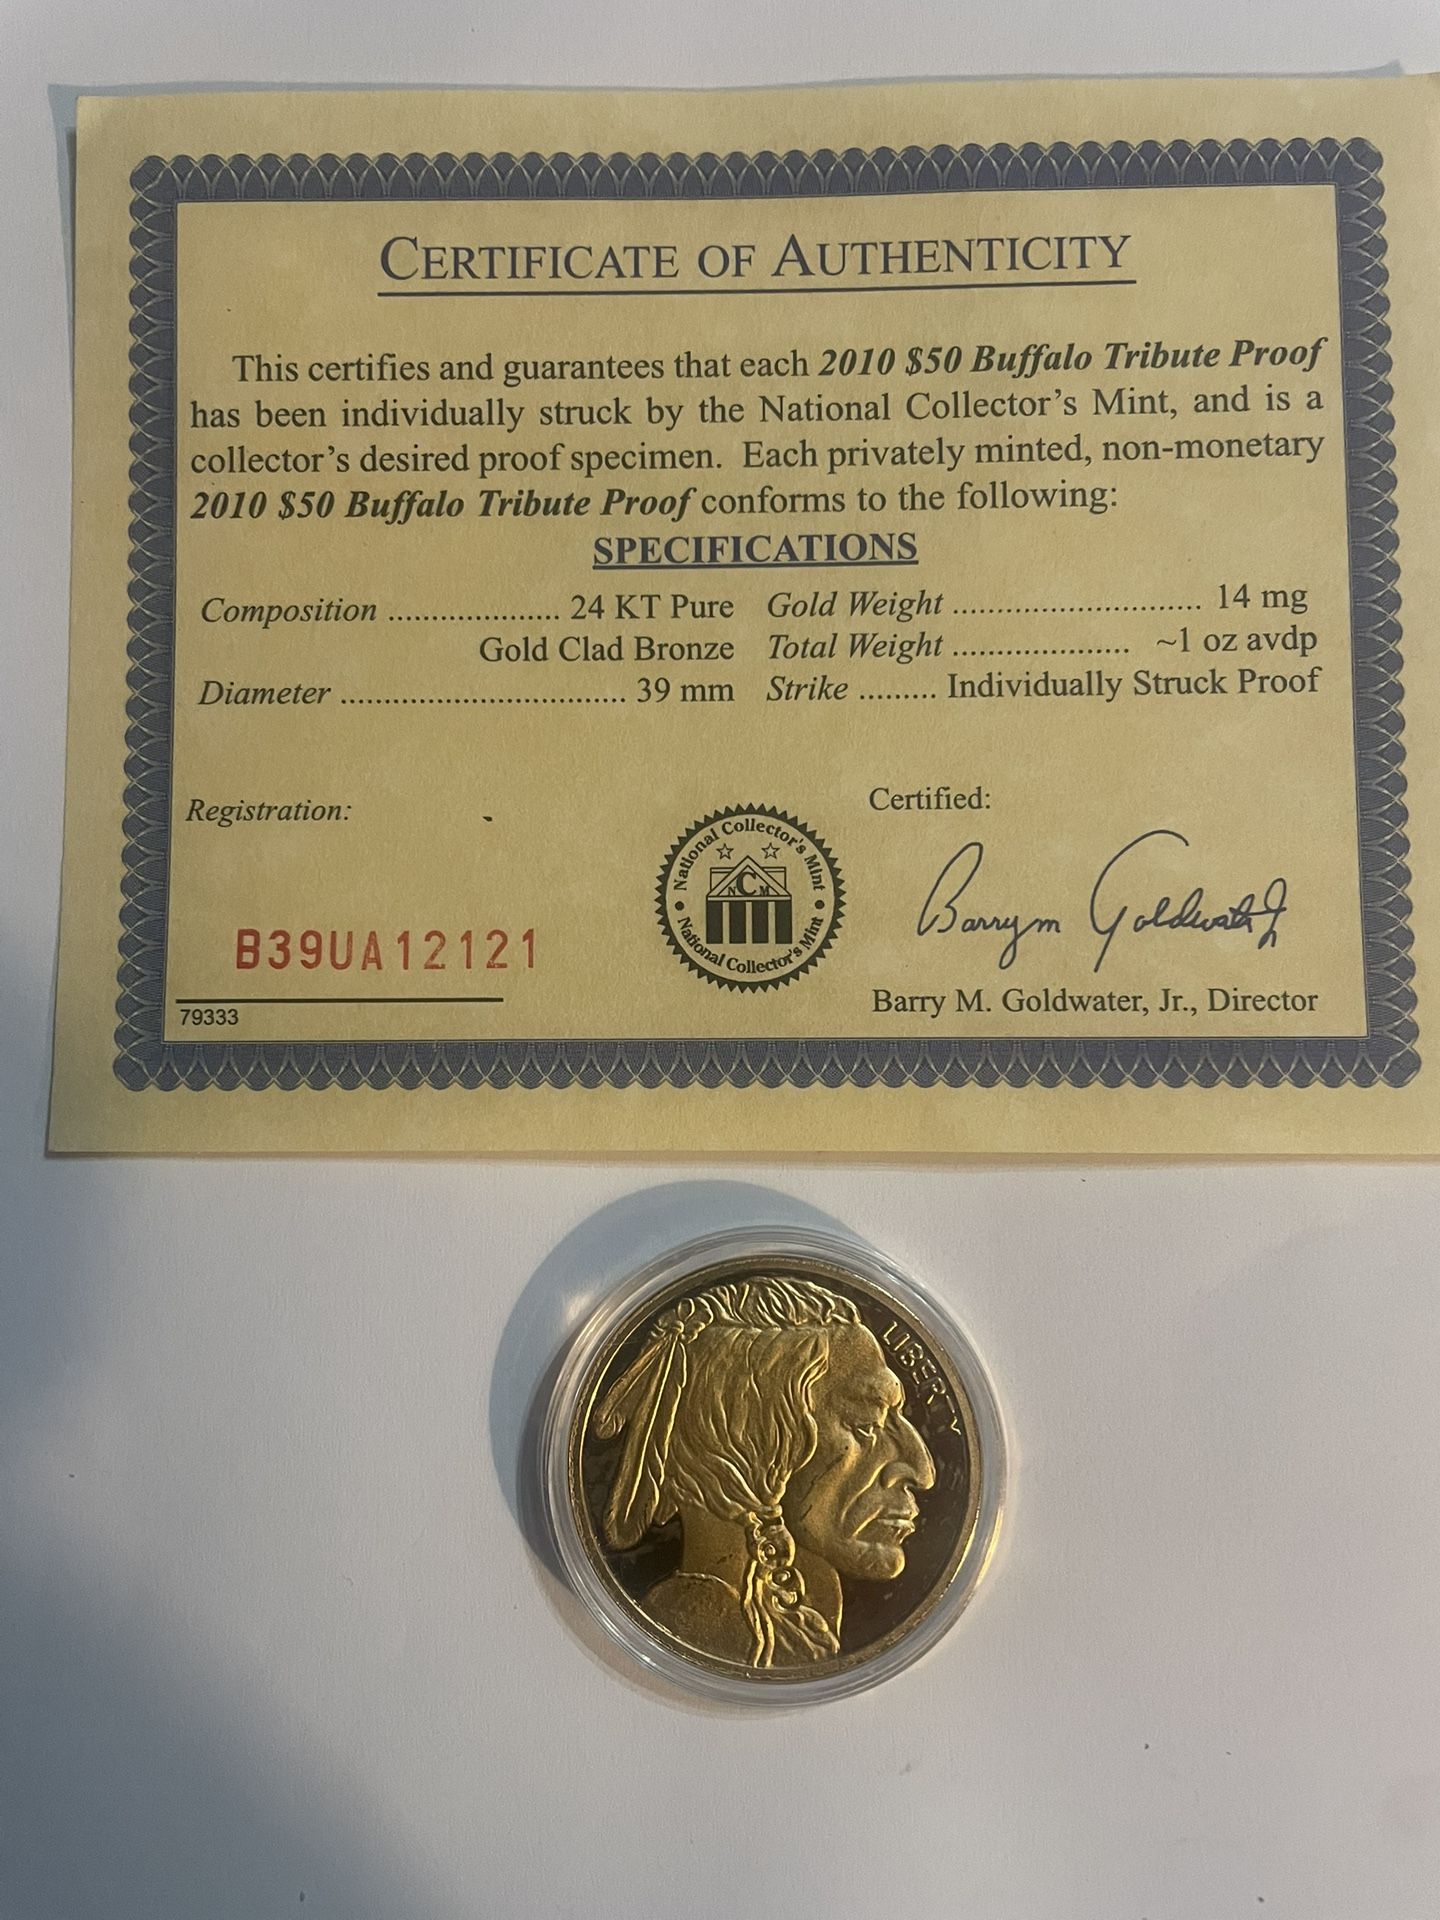 CERTIFICATE OF AUTHENTICITY
This certifies and guarantees that each 2010 $50 Buffalo Tribute Proof
has been individually struck by the National Collector's Mint, and is a
collector's desired proof specimen. Each privately minted, non-monetary
2010 $50 Buffalo Tribute Proof conforms to the following:
SPECIFICATIONS
Composition .................... 24 KT Pure
Gold Clad Bronze
Diameter ................................. 39 mm
Gold Weight ............................ 14 mg
Total Weight .................... ~1 oz avdp
Strike ......... Individually Struck Proof
Registration:
B39UA12121
79333
National Collector's Mint
NCM
National Collector's Mint
Certified:
Barry M Goldwater Jr
Barry M. Goldwater, Jr., Director
LIBERTY